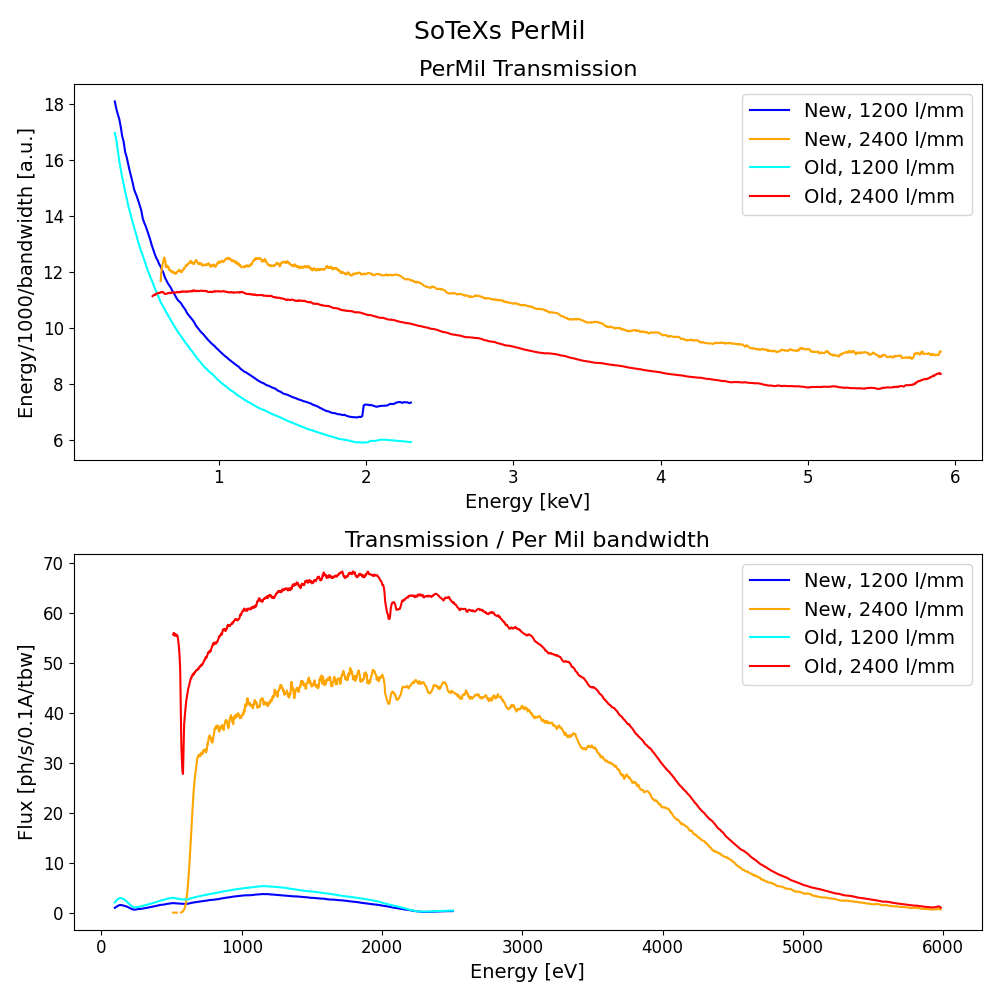 SoTeXs PerMil
PerMil Transmission
Energy/1000/bandwidth [a.u.]
18
16
14
12
10
8
6
New, 1200 l/mm
New, 2400 l/mm
Old, 1200 l/mm
Old, 2400 l/mm
1 2 3 4 5 6
Energy [keV]
Transmission / Per Mil bandwidth
Flux [ph/s/0.1A/tbw]
70
60
50
40
30
20
10
0
New, 1200 l/mm
New, 2400 l/mm
Old, 1200 l/mm
Old, 2400 l/mm
0 1000 2000 3000 4000 5000 6000
Energy [eV]